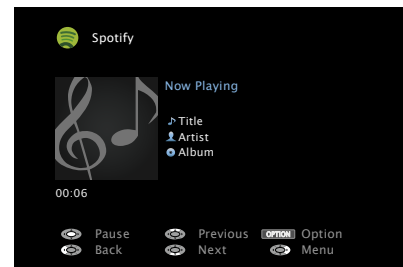 Spotify
Now Playing
Title
Artist
Album
00:06
Pause Previous OPTION Option
Back Next Menu